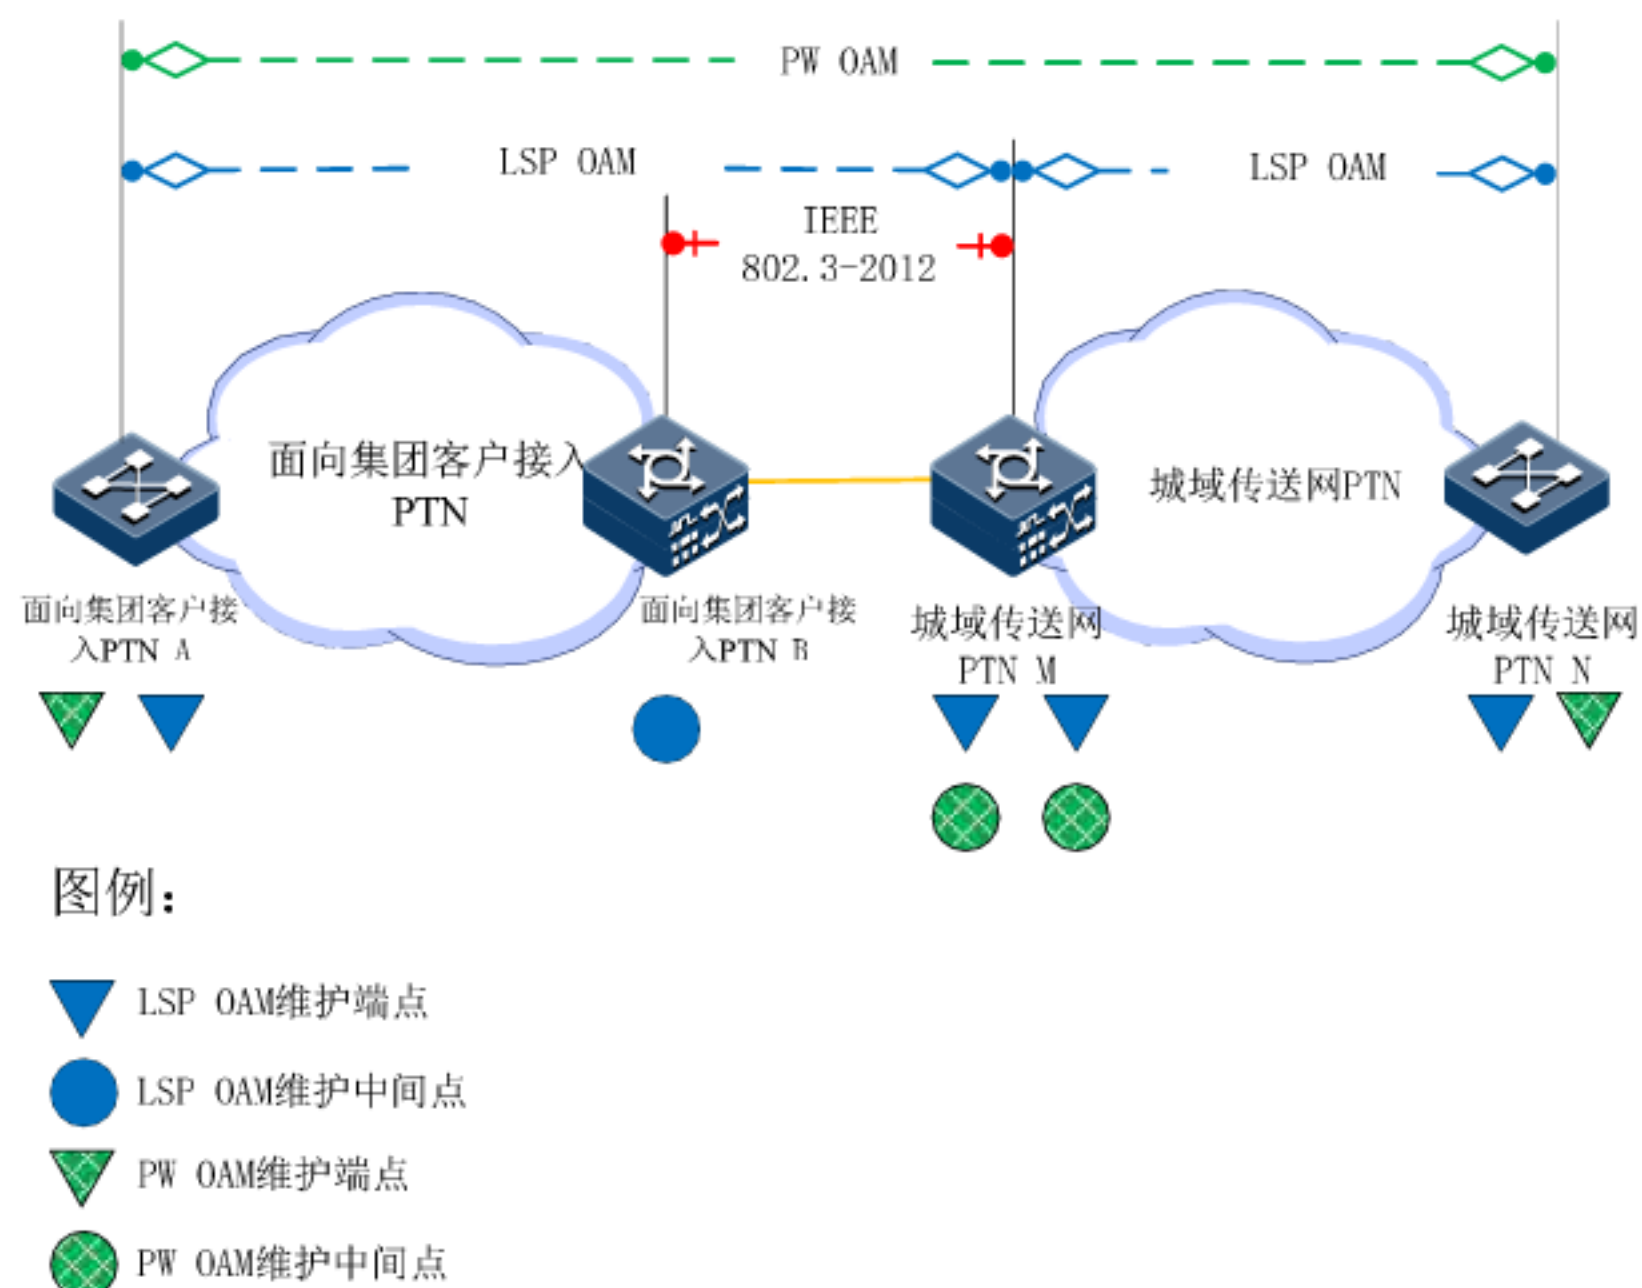 PW OAM
LSP OAM
LSP OAM
IEEE
802.3-2012
面向集团客户接入
PTN
城域传送网PTN
面向集团客户接
入PTN A
面向集团客户接
入PTN B
城域传送网
PTN M
城域传送网
PTN N
图例：
LSP OAM维护端点
LSP OAM维护中间点
PW OAM维护端点
PW OAM维护中间点